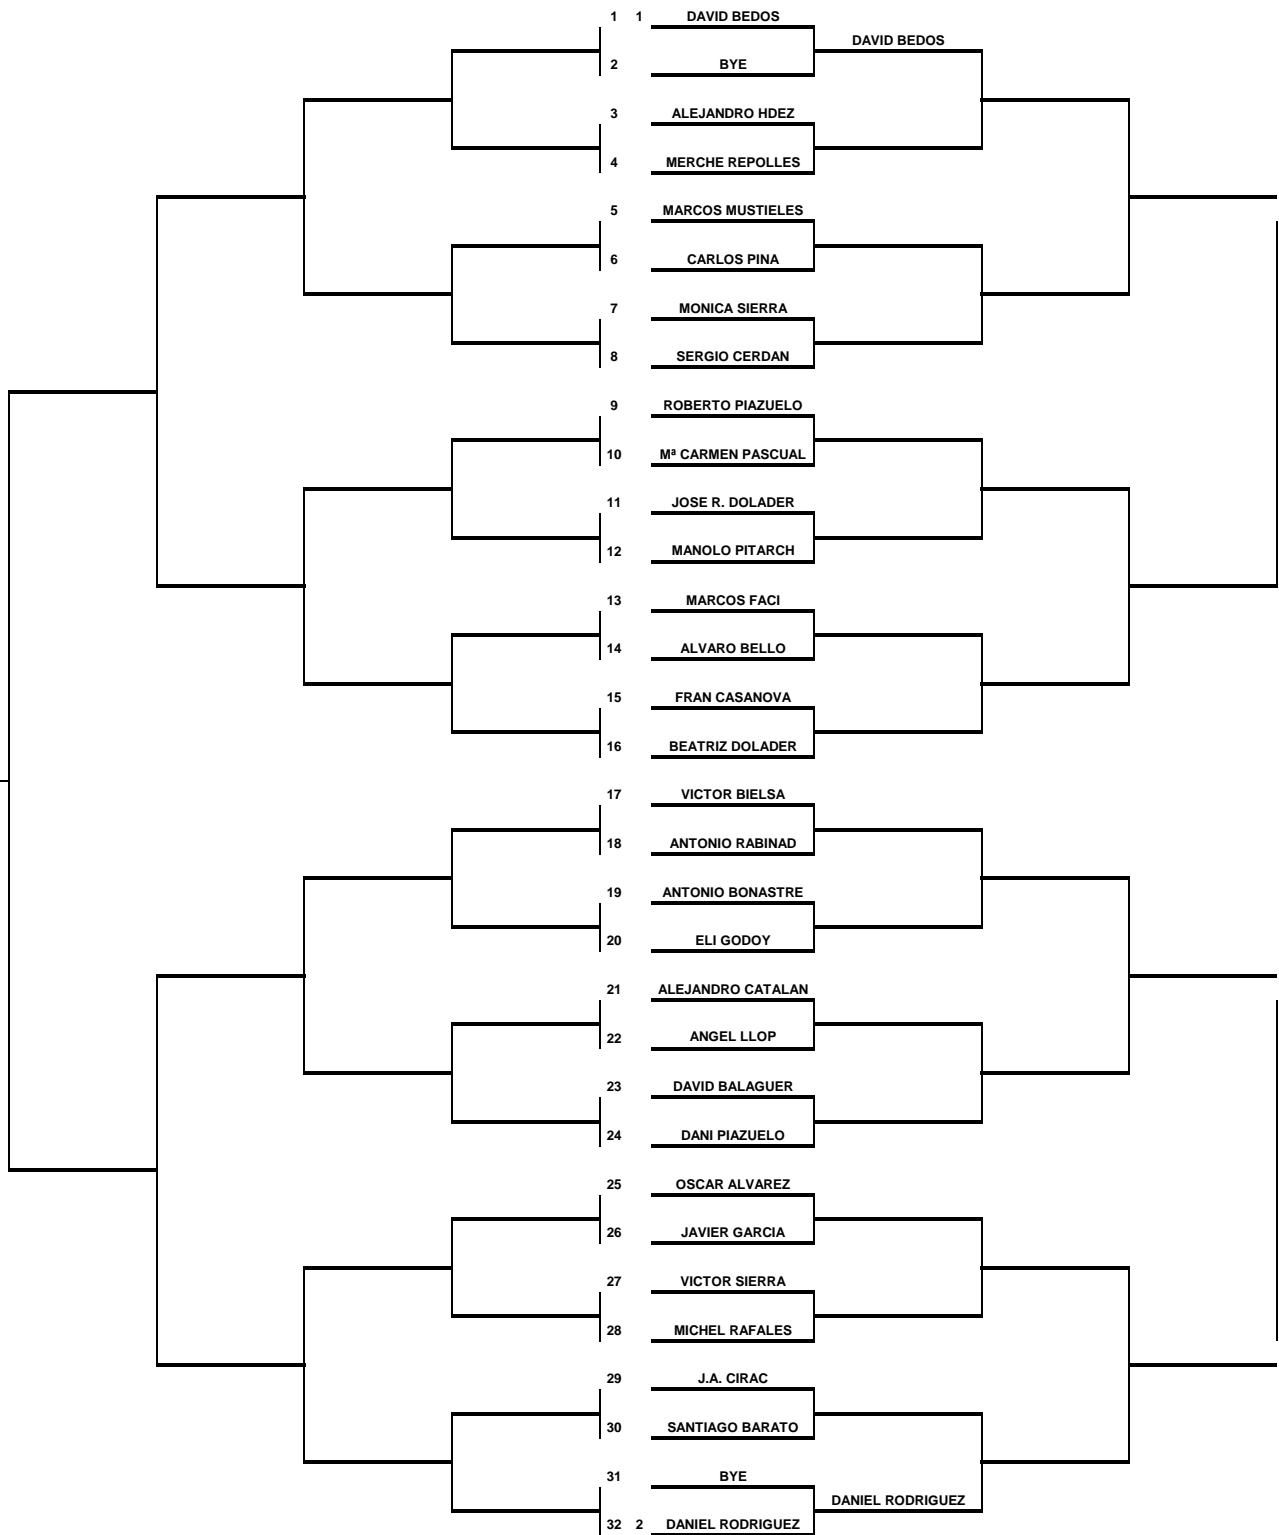 1 1 DAVID BEDOS
DAVID BEDOS
2 BYE
3 ALEJANDRO HDEZ
4 MERCHE REPOLLES
5 MARCOS MUSTIELES
6 CARLOS PINA
7 MONICA SIERRA
8 SERGIO CERDAN
9 ROBERTO PIAZUELO
10 Mª CARMEN PASCUAL
11 JOSE R. DOLADER
12 MANOLO PITARCH
13 MARCOS FACI
14 ALVARO BELLO
15 FRAN CASANOVA
16 BEATRIZ DOLADER
17 VICTOR BIELSA
18 ANTONIO RABINAD
19 ANTONIO BONASTRE
20 ELI GODOY
21 ALEJANDRO CATALAN
22 ANGEL LLOP
23 DAVID BALAGUER
24 DANI PIAZUELO
25 OSCAR ALVAREZ
26 JAVIER GARCIA
27 VICTOR SIERRA
28 MICHEL RAFALES
29 J.A. CIRAC
30 SANTIAGO BARATO
31 BYE
DANIEL RODRIGUEZ
32 2 DANIEL RODRIGUEZ